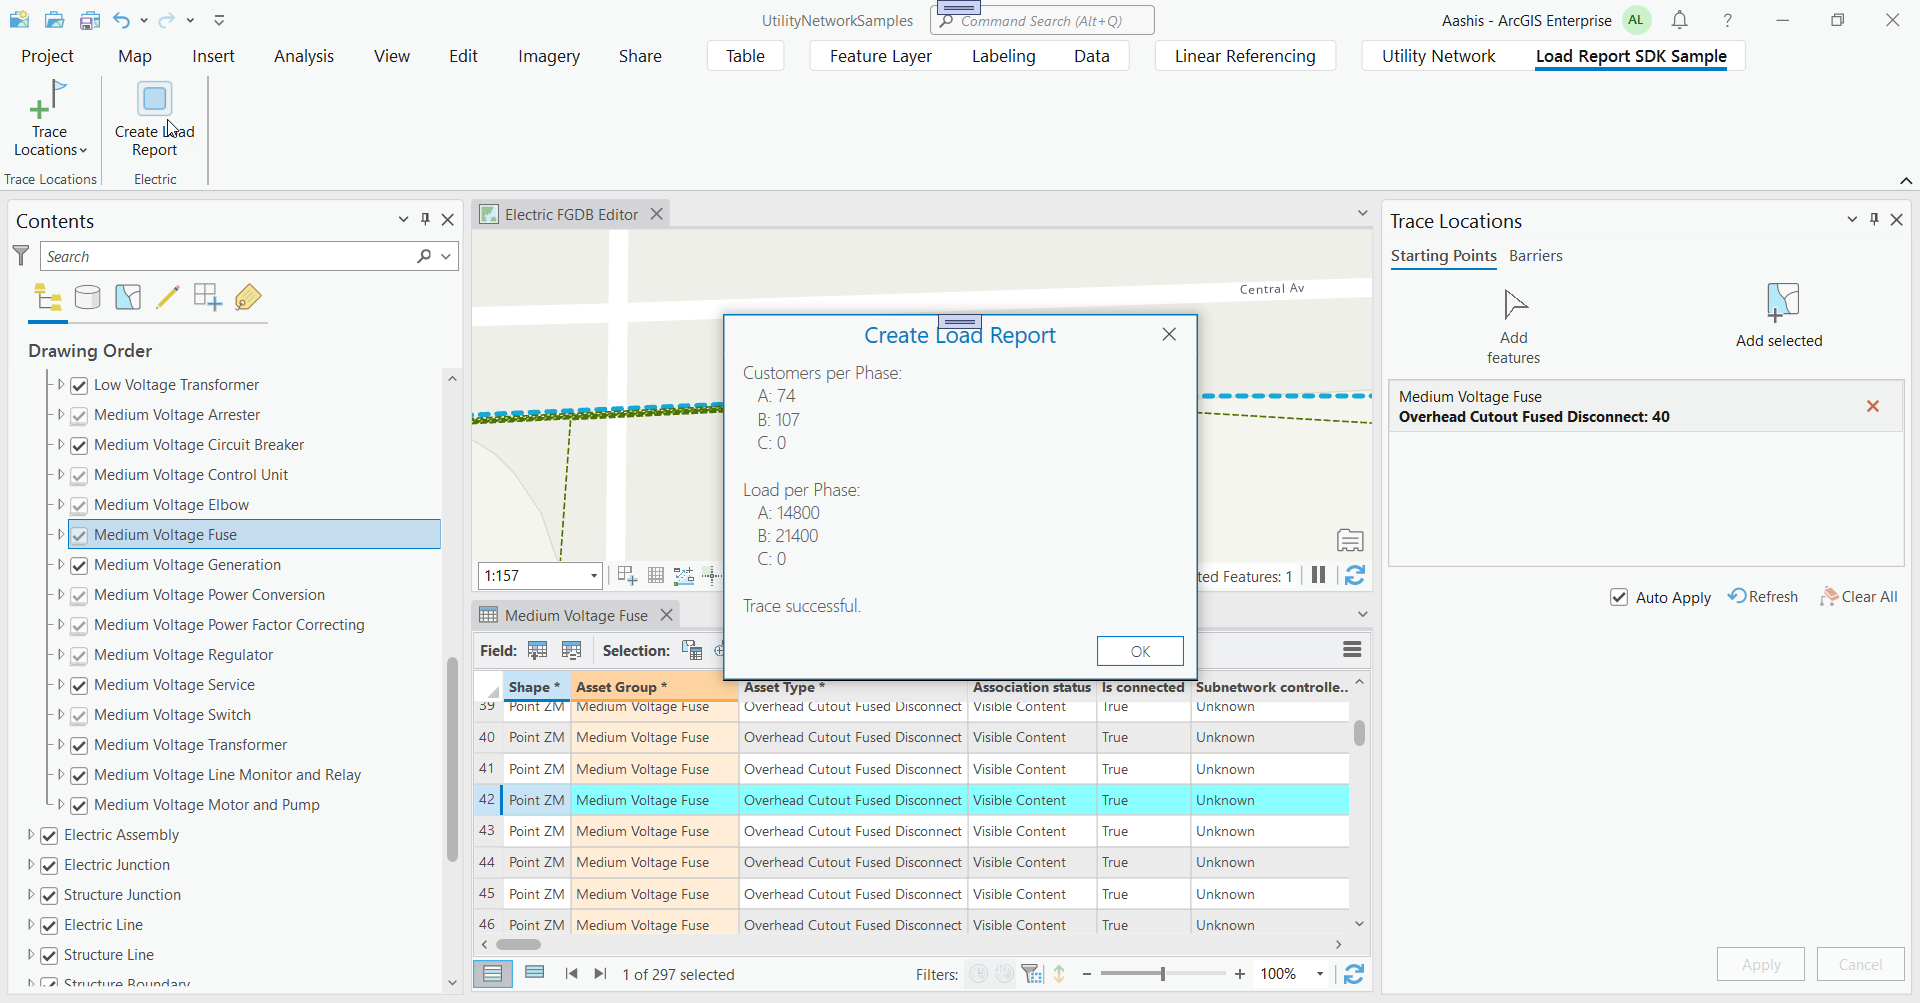 UtilityNetworkSamples
Command Search (Alt+Q)
Aashis - ArcGIS Enterprise
AL
?
Project
Map
Insert
Analysis
View
Edit
Imagery
Share
Table
Feature Layer
Labeling
Data
Linear Referencing
Utility Network
Load Report SDK Sample
Trace
Locations
Create Load
Report
Trace Locations
Electric
Contents
Search
Drawing Order
Low Voltage Transformer
Medium Voltage Arrester
Medium Voltage Circuit Breaker
Medium Voltage Control Unit
Medium Voltage Elbow
Medium Voltage Fuse
Medium Voltage Generation
Medium Voltage Power Conversion
Medium Voltage Power Factor Correcting
Medium Voltage Regulator
Medium Voltage Service
Medium Voltage Switch
Medium Voltage Transformer
Medium Voltage Line Monitor and Relay
Medium Voltage Motor and Pump
Electric Assembly
Electric Junction
Structure Junction
Electric Line
Structure Line
Structure Boundary
Electric FGDB Editor
Central Av
1:157
ted Features: 1
Create Load Report
Customers per Phase:
A: 74
B: 107
C: 0
Load per Phase:
A: 14800
B: 21400
C: 0
Trace successful.
OK
Medium Voltage Fuse
Field:
Selection:
Shape * Asset Group * Asset Type * Association status Is connected Subnetwork controlle..
39 Point ZM Medium Voltage Fuse Overhead Cutout Fused Disconnect Visible Content True Unknown
40 Point ZM Medium Voltage Fuse Overhead Cutout Fused Disconnect Visible Content True Unknown
41 Point ZM Medium Voltage Fuse Overhead Cutout Fused Disconnect Visible Content True Unknown
42 Point ZM Medium Voltage Fuse Overhead Cutout Fused Disconnect Visible Content True Unknown
43 Point ZM Medium Voltage Fuse Overhead Cutout Fused Disconnect Visible Content True Unknown
44 Point ZM Medium Voltage Fuse Overhead Cutout Fused Disconnect Visible Content True Unknown
45 Point ZM Medium Voltage Fuse Overhead Cutout Fused Disconnect Visible Content True Unknown
46 Point ZM Medium Voltage Fuse Overhead Cutout Fused Disconnect Visible Content True Unknown
1 of 297 selected
Filters:
100%
Trace Locations
Starting Points
Barriers
Add
features
Add selected
Medium Voltage Fuse
Overhead Cutout Fused Disconnect: 40
Auto Apply
Refresh
Clear All
Apply
Cancel